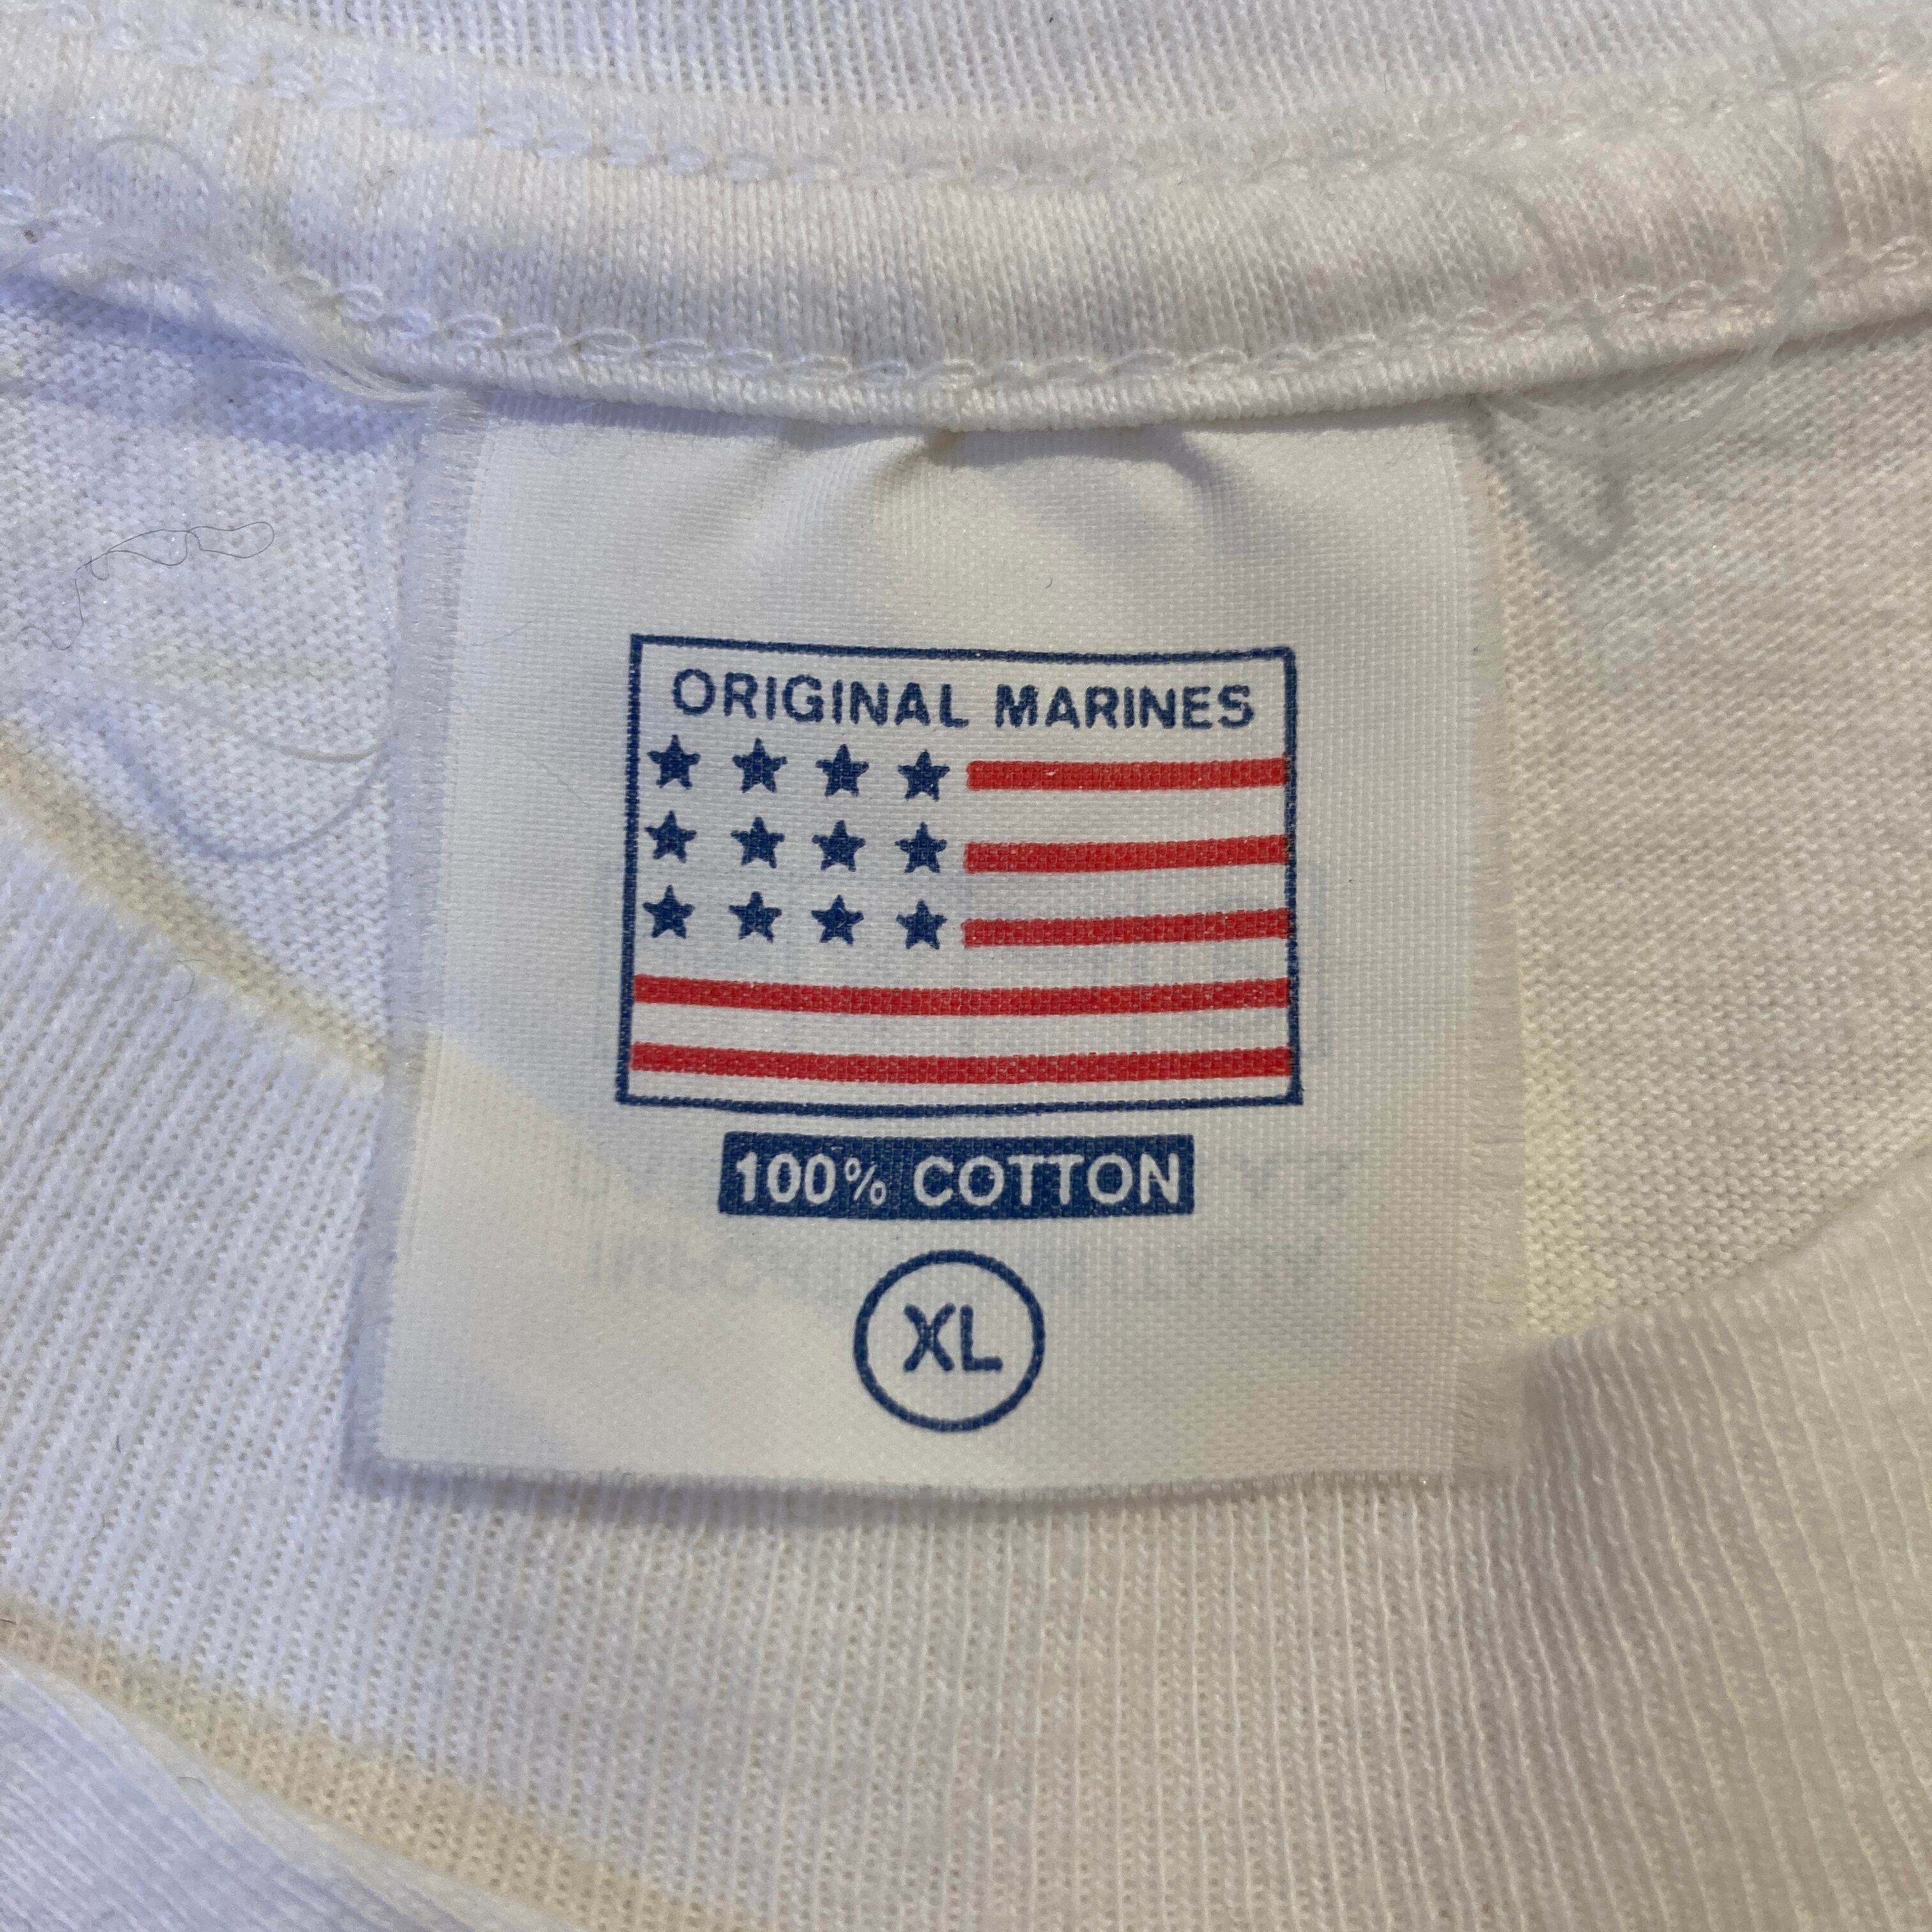 ORIGINAL MARINES
100% COTTON
XL